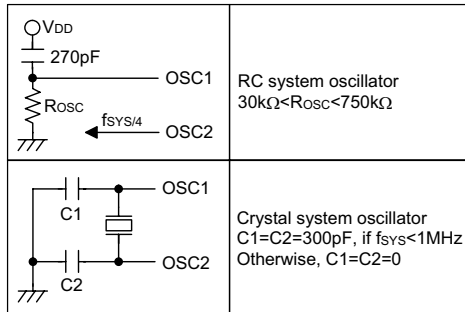 VDD
270pF
OSC1
ROSC
fSYS/4
OSC2
RC system oscillator
30kΩ<ROSC<750kΩ
C1
OSC1
OSC2
C2
Crystal system oscillator
C1=C2=300pF, if fSYS<1MHz
Otherwise, C1=C2=0